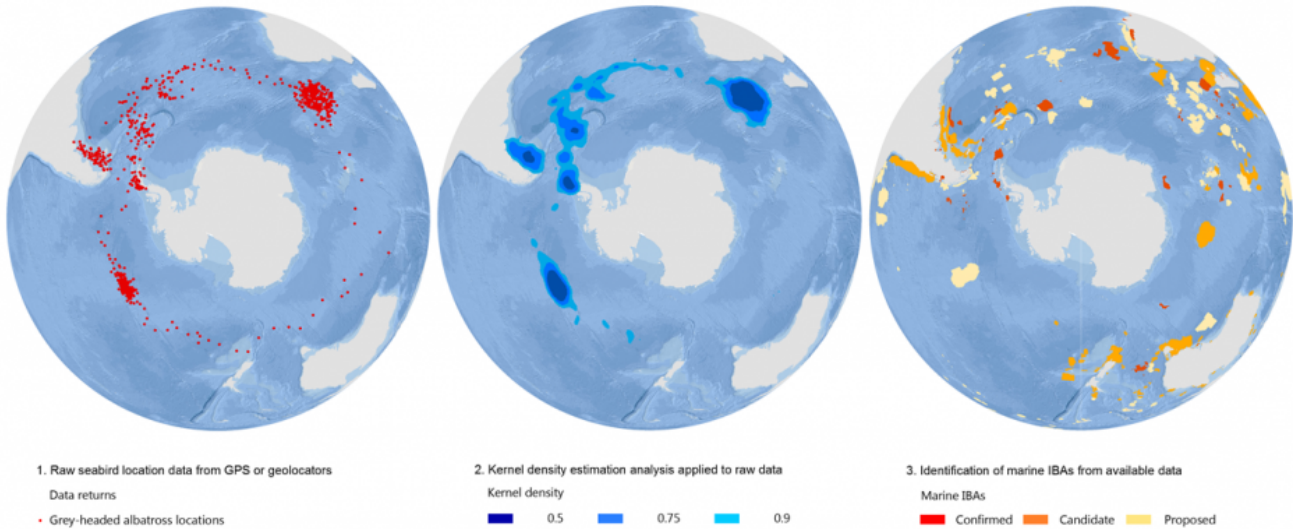 1. Raw seabird location data from GPS or geolocators
Data returns
Grey-headed albatross locations
2. Kernel density estimation analysis applied to raw data
Kernel density
0.5 0.75 0.9
3. Identification of marine IBAs from available data
Marine IBAs
Confirmed Candidate Proposed